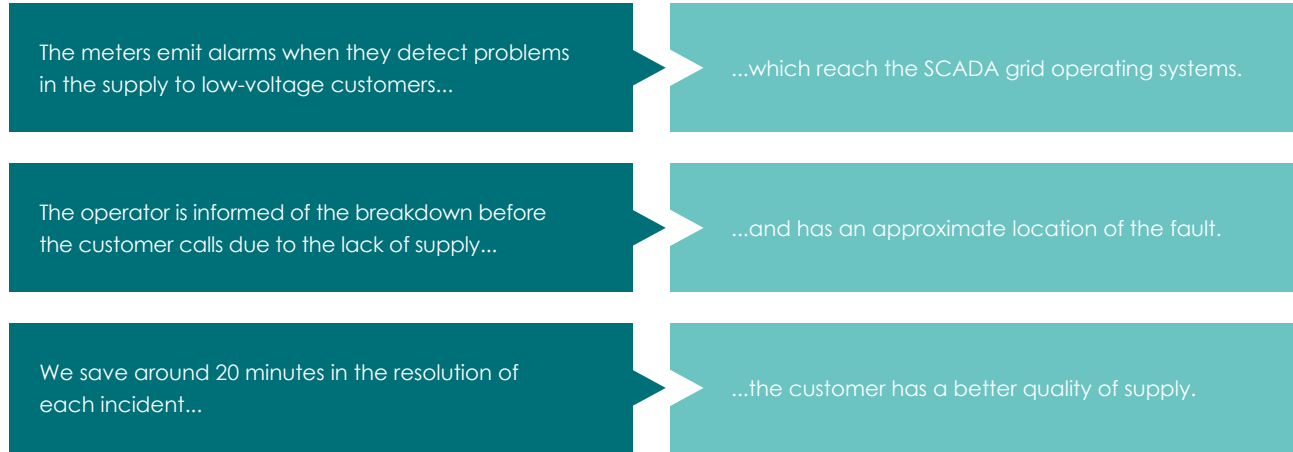 The meters emit alarms when they detect problems
in the supply to low-voltage customers...
...which reach the SCADA grid operating systems.
The operator is informed of the breakdown before
the customer calls due to the lack of supply...
...and has an approximate location of the fault.
We save around 20 minutes in the resolution of
each incident...
...the customer has a better quality of supply.